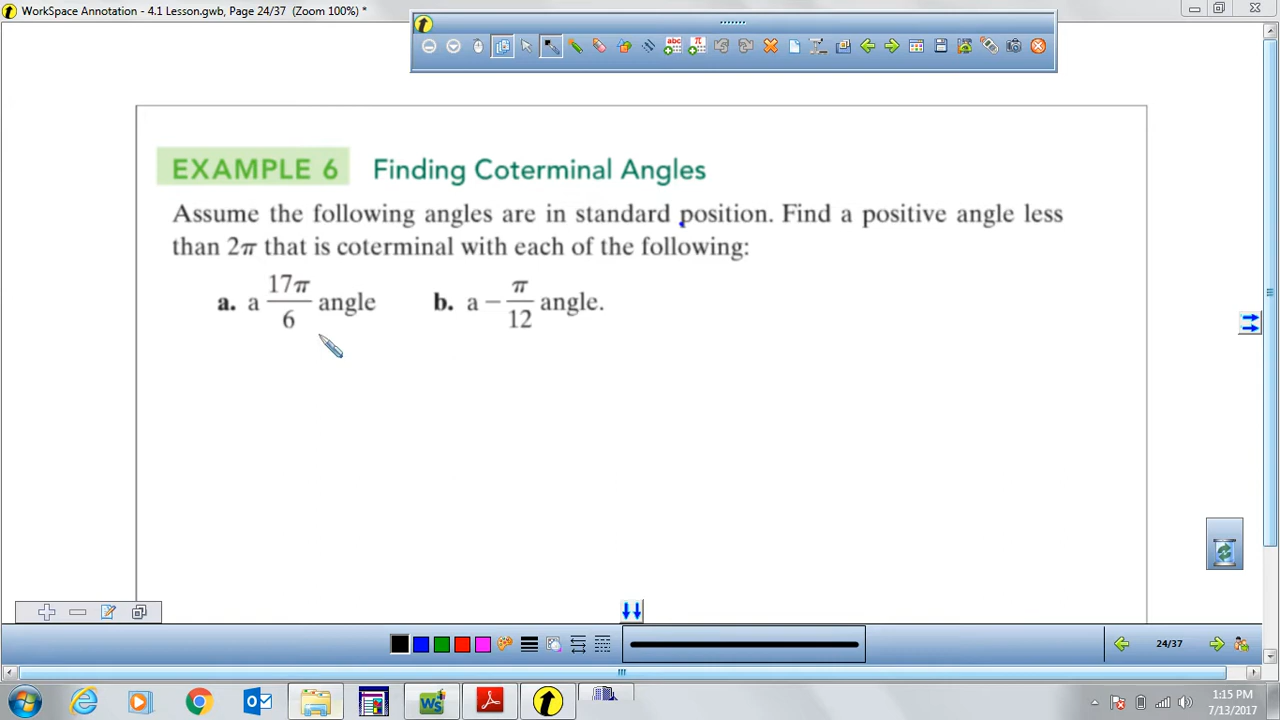 WorkSpace Annotation - 4.1 Lesson.gwb, Page 24/37 (Zoom 100%) *
abc
π
EXAMPLE 6 Finding Coterminal Angles
Assume the following angles are in standard position. Find a positive angle less
than 2π that is coterminal with each of the following:
a. a 17π/6 angle b. a −π/12 angle.
24/37
WS
1:15 PM
7/13/2017